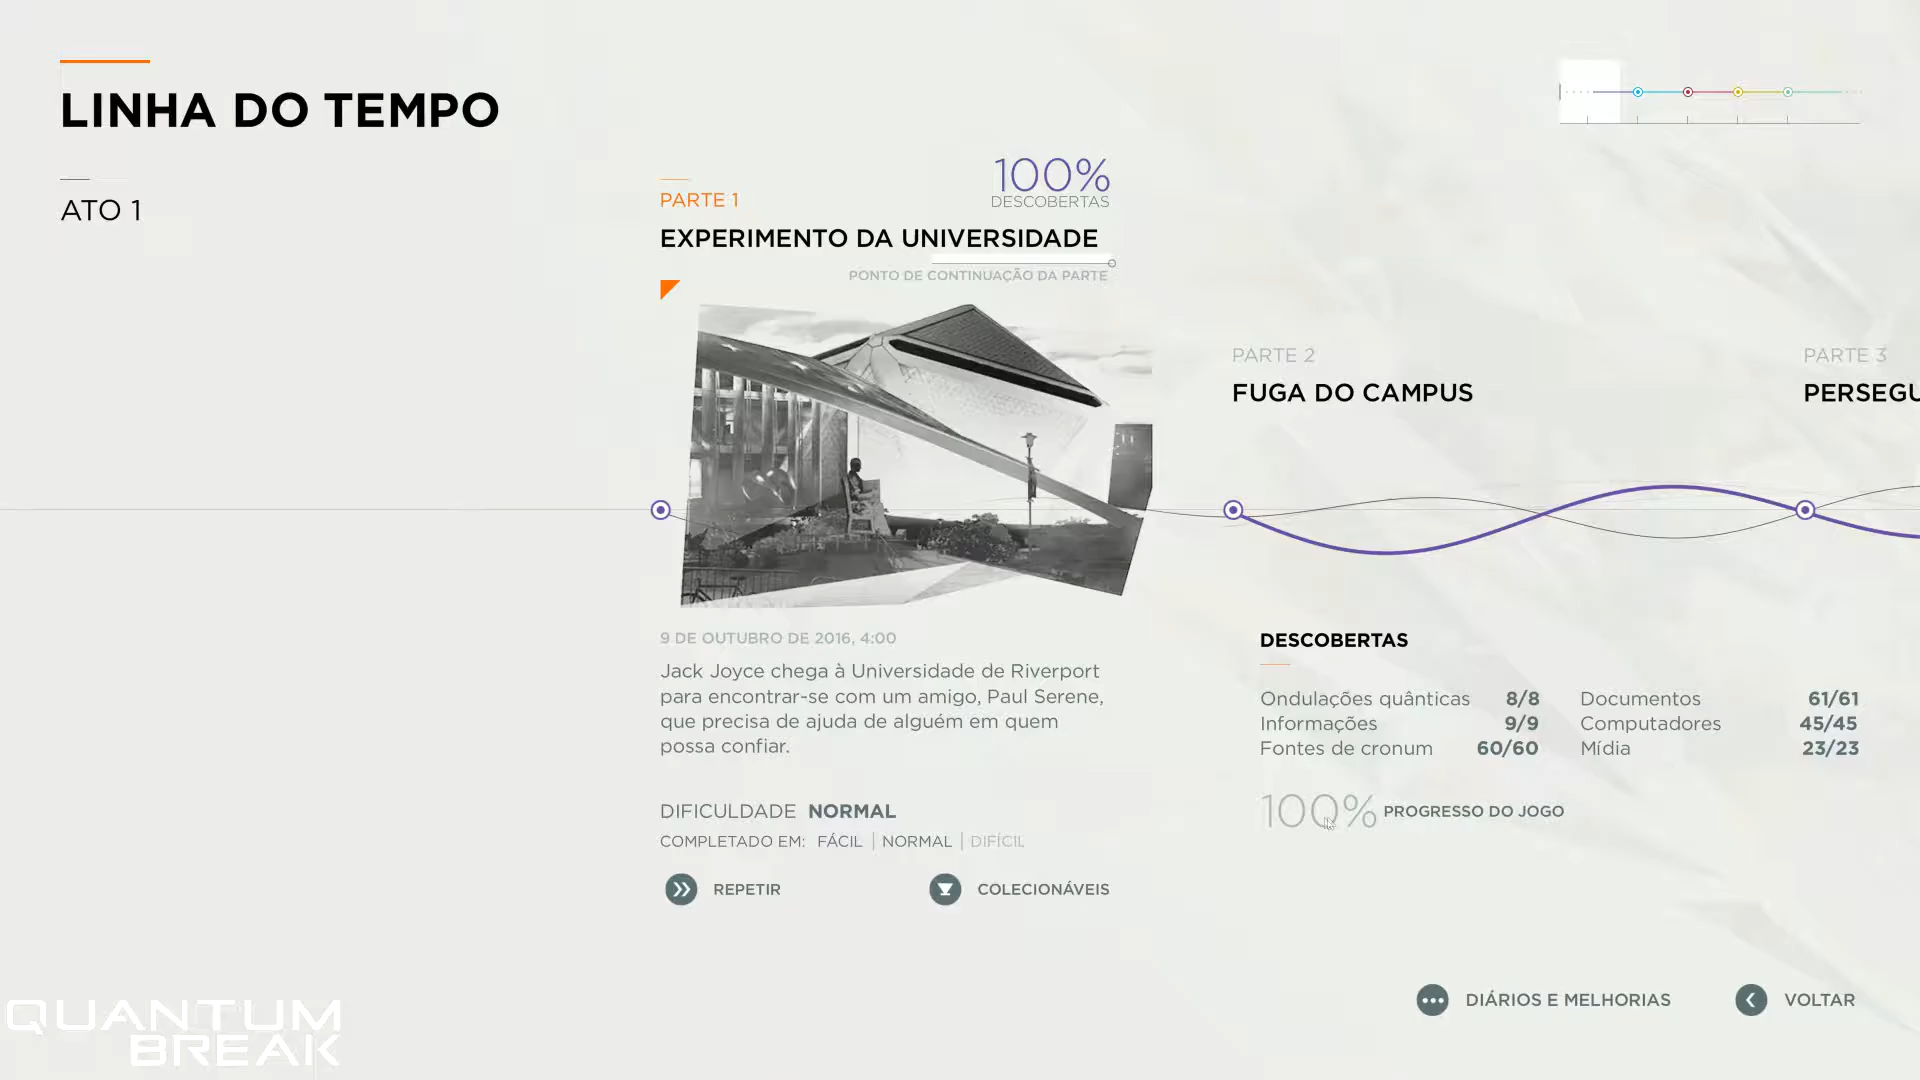 LINHA DO TEMPO
ATO 1
100%
DESCOBERTAS
PARTE 1
EXPERIMENTO DA UNIVERSIDADE
PONTO DE CONTINUAÇÃO DA PARTE
PARTE 2
FUGA DO CAMPUS
PARTE 3
PERSEGU
9 DE OUTUBRO DE 2016, 4:00
Jack Joyce chega à Universidade de Riverport
para encontrar-se com um amigo, Paul Serene,
que precisa de ajuda de alguém em quem
possa confiar.
DIFICULDADE NORMAL
COMPLETADO EM: FÁCIL | NORMAL | DIFÍCIL
REPETIR
COLECIONÁVEIS
DESCOBERTAS
Ondulações quânticas 8/8 Documentos 61/61
Informações 9/9 Computadores 45/45
Fontes de cronum 60/60 Mídia 23/23
100% PROGRESSO DO JOGO
DIÁRIOS E MELHORIAS
VOLTAR
QUANTUM
BREAK